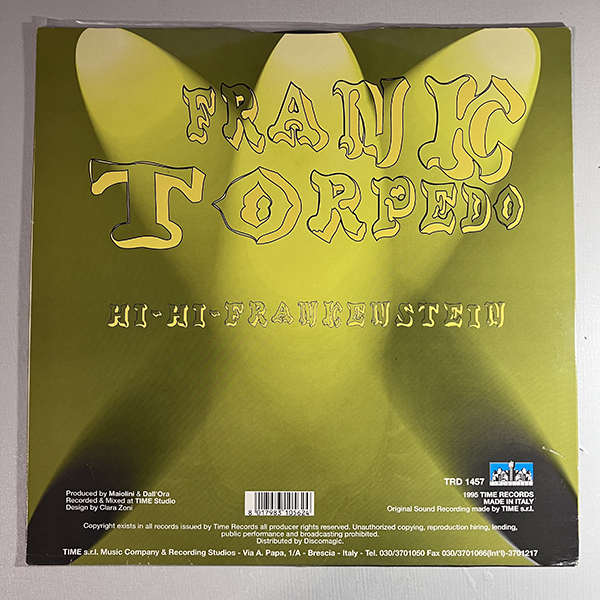 FRANK
TORPEDO
HI-HI-FRANKENSTEIN
TRD 1457
Produced by Maiolini & Dall'Ora
Recorded & Mixed at TIME Studio
Design by Clara Zoni
8 017983 100624
1995 TIME RECORDS
MADE IN ITALY
Original Sound Recording made by TIME s.r.l.
Copyright exists in all records issued by Time Records all producer rights reserved. Unauthorized copying, reproduction hiring, lending,
public performance and broadcasting prohibited.
Distributed by Discomagic.
TIME s.r.l. Music Company & Recording Studios - Via A. Papa, 1/A - Brescia - Italy - Tel. 030/3701050 Fax 030/3701066(Int'l)-3701217